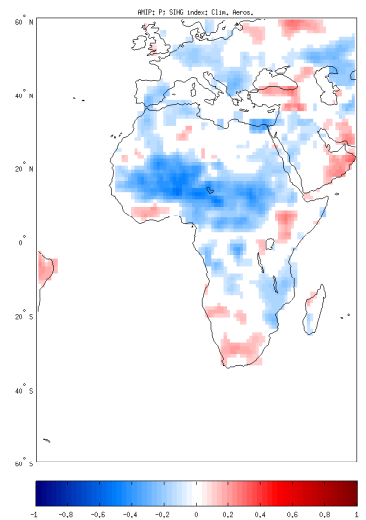 AMIP: P: SIHG index: Clim. Aeros.
60° N
40° N
20° N
0°
20° S
40° S
60° S
-1 -0.8 -0.6 -0.4 -0.2 0 0.2 0.4 0.6 0.8 1